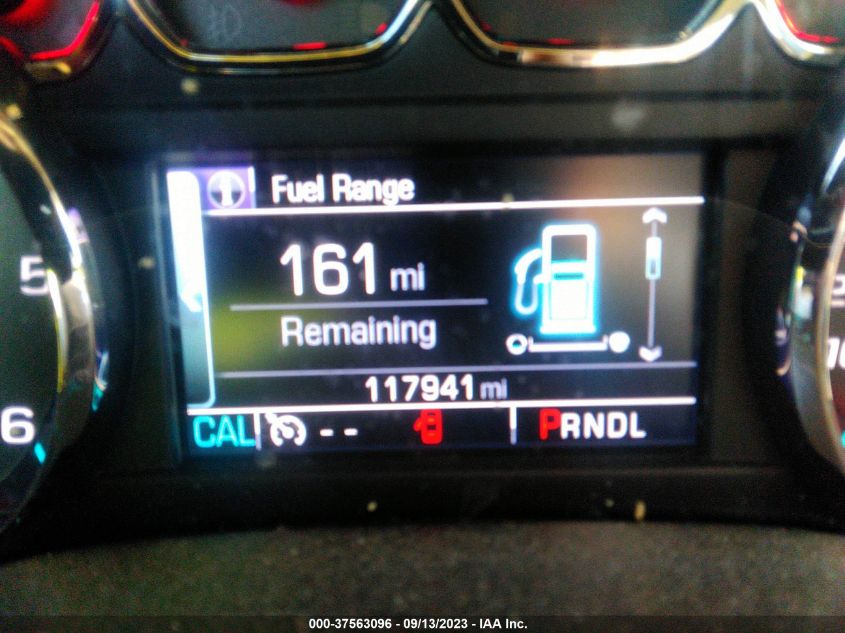 Fuel Range
161 mi
Remaining
117941 mi
CAL -- PRNDL
5
6
000-37563096 - 09/13/2023 - IAA Inc.